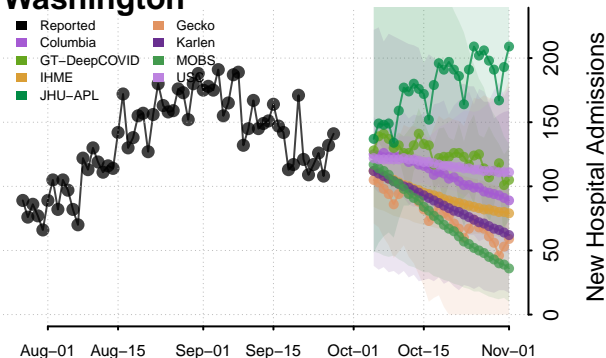 Washington
Reported
Columbia
GT−DeepCOVID
IHME
JHU−APL
Gecko
Karlen
MOBS
USC
0
50
100
150
200
New Hospital Admissions
Aug−01
Aug−15
Sep−01
Sep−15
Oct−01
Oct−15
Nov−01